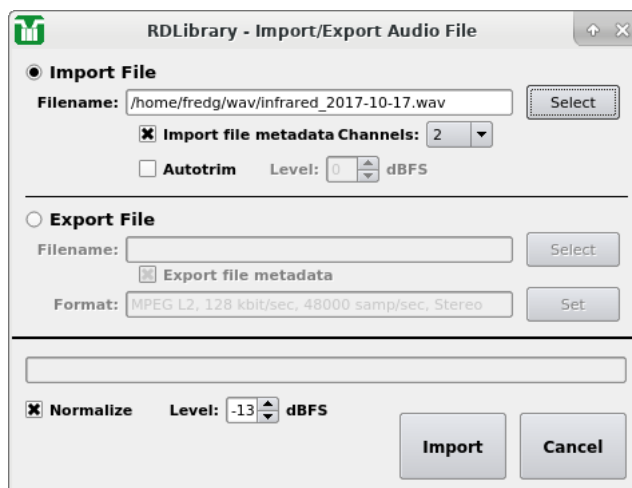 RDLibrary - Import/Export Audio File
Import File
Filename: /home/fredg/wav/infrared_2017-10-17.wav Select
Import file metadata Channels: 2
Autotrim Level: 0 dBFS
Export File
Filename: Select
Export file metadata
Format: MPEG L2, 128 kbit/sec, 48000 samp/sec, Stereo Set
Normalize Level: -13 dBFS
Import Cancel